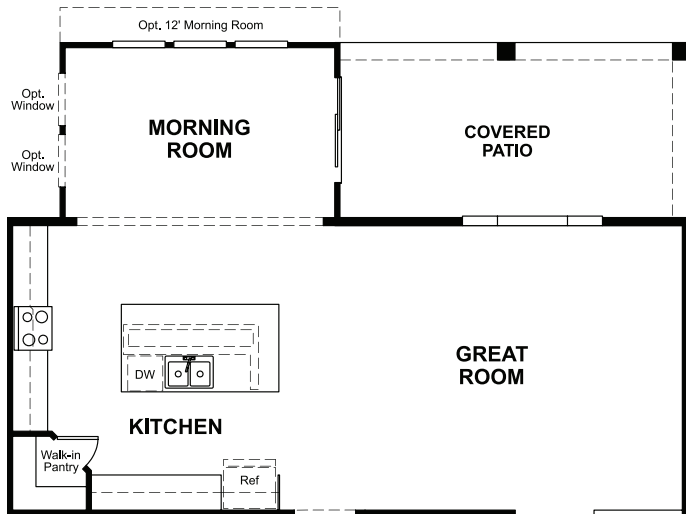 Opt. 12' Morning Room
Opt.
Window
Opt.
Window
MORNING
ROOM
COVERED
PATIO
GREAT
ROOM
DW
KITCHEN
Walk-in
Pantry
Ref